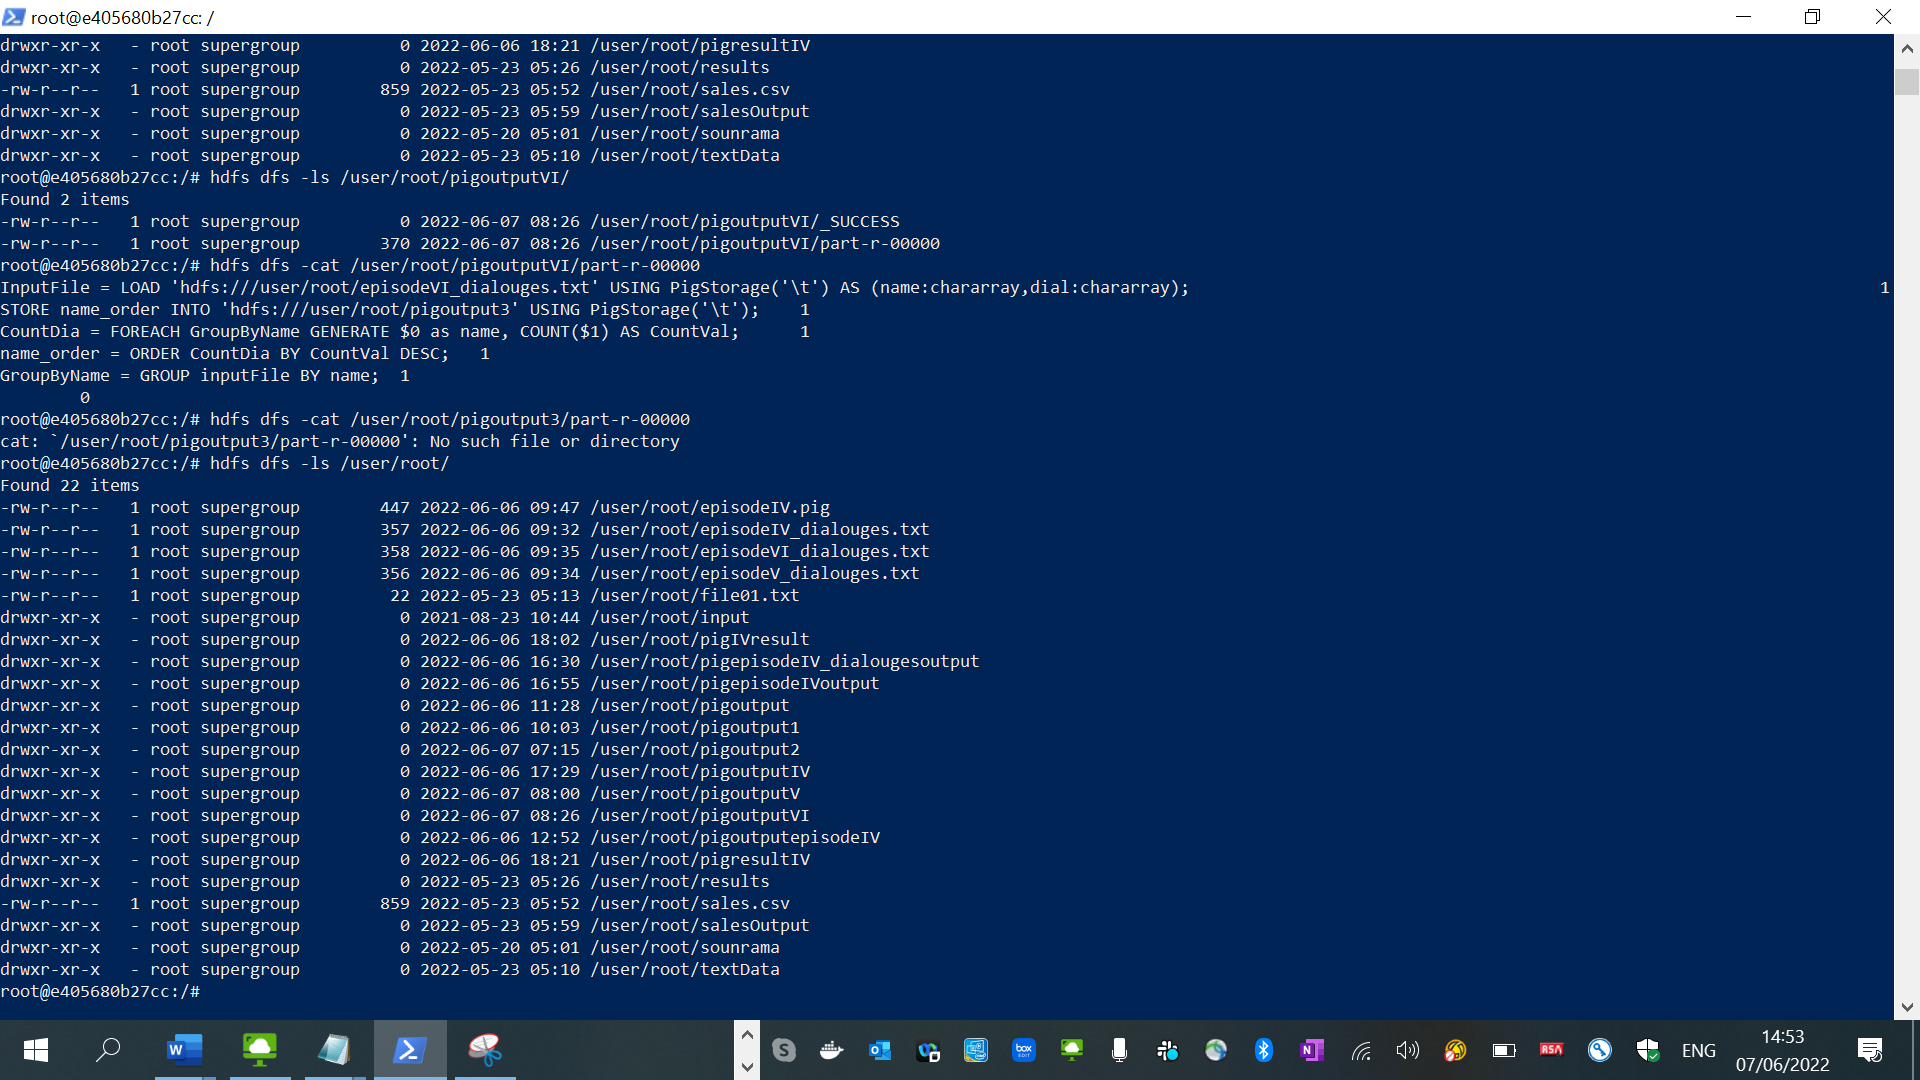 root@e405680b27cc: /
drwxr-xr-x   - root supergroup          0 2022-06-06 18:21 /user/root/pigresultIV
drwxr-xr-x   - root supergroup          0 2022-05-23 05:26 /user/root/results
-rw-r--r--   1 root supergroup        859 2022-05-23 05:52 /user/root/sales.csv
drwxr-xr-x   - root supergroup          0 2022-05-23 05:59 /user/root/salesOutput
drwxr-xr-x   - root supergroup          0 2022-05-20 05:01 /user/root/sounrama
drwxr-xr-x   - root supergroup          0 2022-05-23 05:10 /user/root/textData
root@e405680b27cc:/# hdfs dfs -ls /user/root/pigoutputVI/
Found 2 items
-rw-r--r--   1 root supergroup          0 2022-06-07 08:26 /user/root/pigoutputVI/_SUCCESS
-rw-r--r--   1 root supergroup        370 2022-06-07 08:26 /user/root/pigoutputVI/part-r-00000
root@e405680b27cc:/# hdfs dfs -cat /user/root/pigoutputVI/part-r-00000
InputFile = LOAD 'hdfs:///user/root/episodeVI_dialouges.txt' USING PigStorage('\t') AS (name:chararray,dial:chararray);	1
STORE name_order INTO 'hdfs:///user/root/pigoutput3' USING PigStorage('\t');	1
CountDia = FOREACH GroupByName GENERATE $0 as name, COUNT($1) AS CountVal;	1
name_order = ORDER CountDia BY CountVal DESC;	1
GroupByName = GROUP inputFile BY name;	1
	0
root@e405680b27cc:/# hdfs dfs -cat /user/root/pigoutput3/part-r-00000
cat: `/user/root/pigoutput3/part-r-00000': No such file or directory
root@e405680b27cc:/# hdfs dfs -ls /user/root/
Found 22 items
-rw-r--r--   1 root supergroup        447 2022-06-06 09:47 /user/root/episodeIV.pig
-rw-r--r--   1 root supergroup        357 2022-06-06 09:32 /user/root/episodeIV_dialouges.txt
-rw-r--r--   1 root supergroup        358 2022-06-06 09:35 /user/root/episodeVI_dialouges.txt
-rw-r--r--   1 root supergroup        356 2022-06-06 09:34 /user/root/episodeV_dialouges.txt
-rw-r--r--   1 root supergroup         22 2022-05-23 05:13 /user/root/file01.txt
drwxr-xr-x   - root supergroup          0 2021-08-23 10:44 /user/root/input
drwxr-xr-x   - root supergroup          0 2022-06-06 18:02 /user/root/pigIVresult
drwxr-xr-x   - root supergroup          0 2022-06-06 16:30 /user/root/pigepisodeIV_dialougesoutput
drwxr-xr-x   - root supergroup          0 2022-06-06 16:55 /user/root/pigepisodeIVoutput
drwxr-xr-x   - root supergroup          0 2022-06-06 11:28 /user/root/pigoutput
drwxr-xr-x   - root supergroup          0 2022-06-06 10:03 /user/root/pigoutput1
drwxr-xr-x   - root supergroup          0 2022-06-07 07:15 /user/root/pigoutput2
drwxr-xr-x   - root supergroup          0 2022-06-06 17:29 /user/root/pigoutputIV
drwxr-xr-x   - root supergroup          0 2022-06-07 08:00 /user/root/pigoutputV
drwxr-xr-x   - root supergroup          0 2022-06-07 08:26 /user/root/pigoutputVI
drwxr-xr-x   - root supergroup          0 2022-06-06 12:52 /user/root/pigoutputepisodeIV
drwxr-xr-x   - root supergroup          0 2022-06-06 18:21 /user/root/pigresultIV
drwxr-xr-x   - root supergroup          0 2022-05-23 05:26 /user/root/results
-rw-r--r--   1 root supergroup        859 2022-05-23 05:52 /user/root/sales.csv
drwxr-xr-x   - root supergroup          0 2022-05-23 05:59 /user/root/salesOutput
drwxr-xr-x   - root supergroup          0 2022-05-20 05:01 /user/root/sounrama
drwxr-xr-x   - root supergroup          0 2022-05-23 05:10 /user/root/textData
root@e405680b27cc:/#
W box EDIT N RSA ENG 14:53
07/06/2022